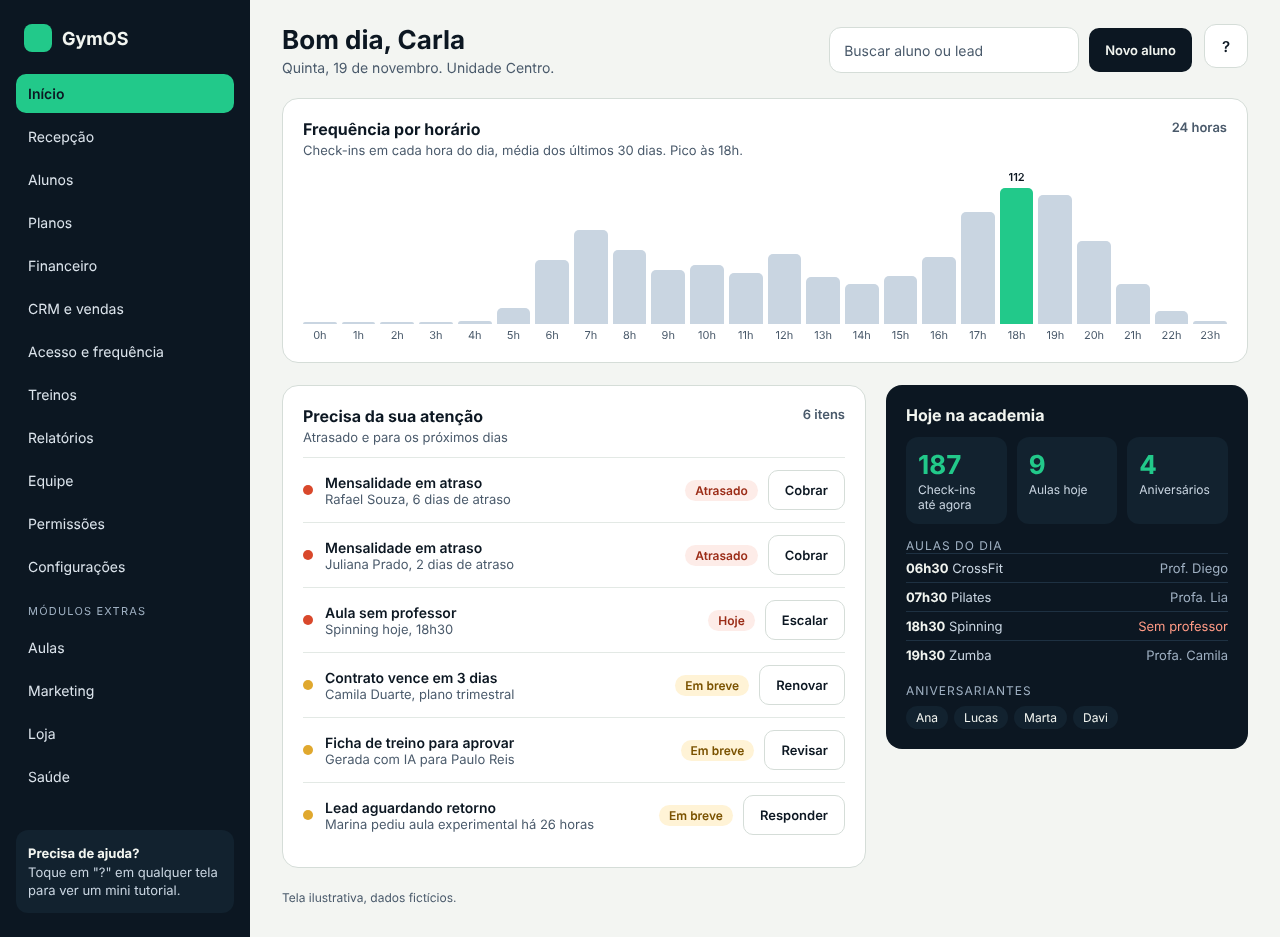 GymOS
Início
Recepção
Alunos
Planos
Financeiro
CRM e vendas
Acesso e frequência
Treinos
Relatórios
Equipe
Permissões
Configurações
MÓDULOS EXTRAS
Aulas
Marketing
Loja
Saúde
Precisa de ajuda?
Toque em "?" em qualquer tela
para ver um mini tutorial.
Bom dia, Carla
Quinta, 19 de novembro. Unidade Centro.
Buscar aluno ou lead
Novo aluno
?
Frequência por horário
24 horas
Check-ins em cada hora do dia, média dos últimos 30 dias. Pico às 18h.
112
0h 1h 2h 3h 4h 5h 6h 7h 8h 9h 10h 11h 12h 13h 14h 15h 16h 17h 18h 19h 20h 21h 22h 23h
Precisa da sua atenção
6 itens
Atrasado e para os próximos dias
Mensalidade em atraso
Rafael Souza, 6 dias de atraso
Atrasado
Cobrar
Mensalidade em atraso
Juliana Prado, 2 dias de atraso
Atrasado
Cobrar
Aula sem professor
Spinning hoje, 18h30
Hoje
Escalar
Contrato vence em 3 dias
Camila Duarte, plano trimestral
Em breve
Renovar
Ficha de treino para aprovar
Gerada com IA para Paulo Reis
Em breve
Revisar
Lead aguardando retorno
Marina pediu aula experimental há 26 horas
Em breve
Responder
Hoje na academia
187
Check-ins
até agora
9
Aulas hoje
4
Aniversários
AULAS DO DIA
06h30 CrossFit Prof. Diego
07h30 Pilates Profa. Lia
18h30 Spinning Sem professor
19h30 Zumba Profa. Camila
ANIVERSARIANTES
Ana Lucas Marta Davi
Tela ilustrativa, dados fictícios.